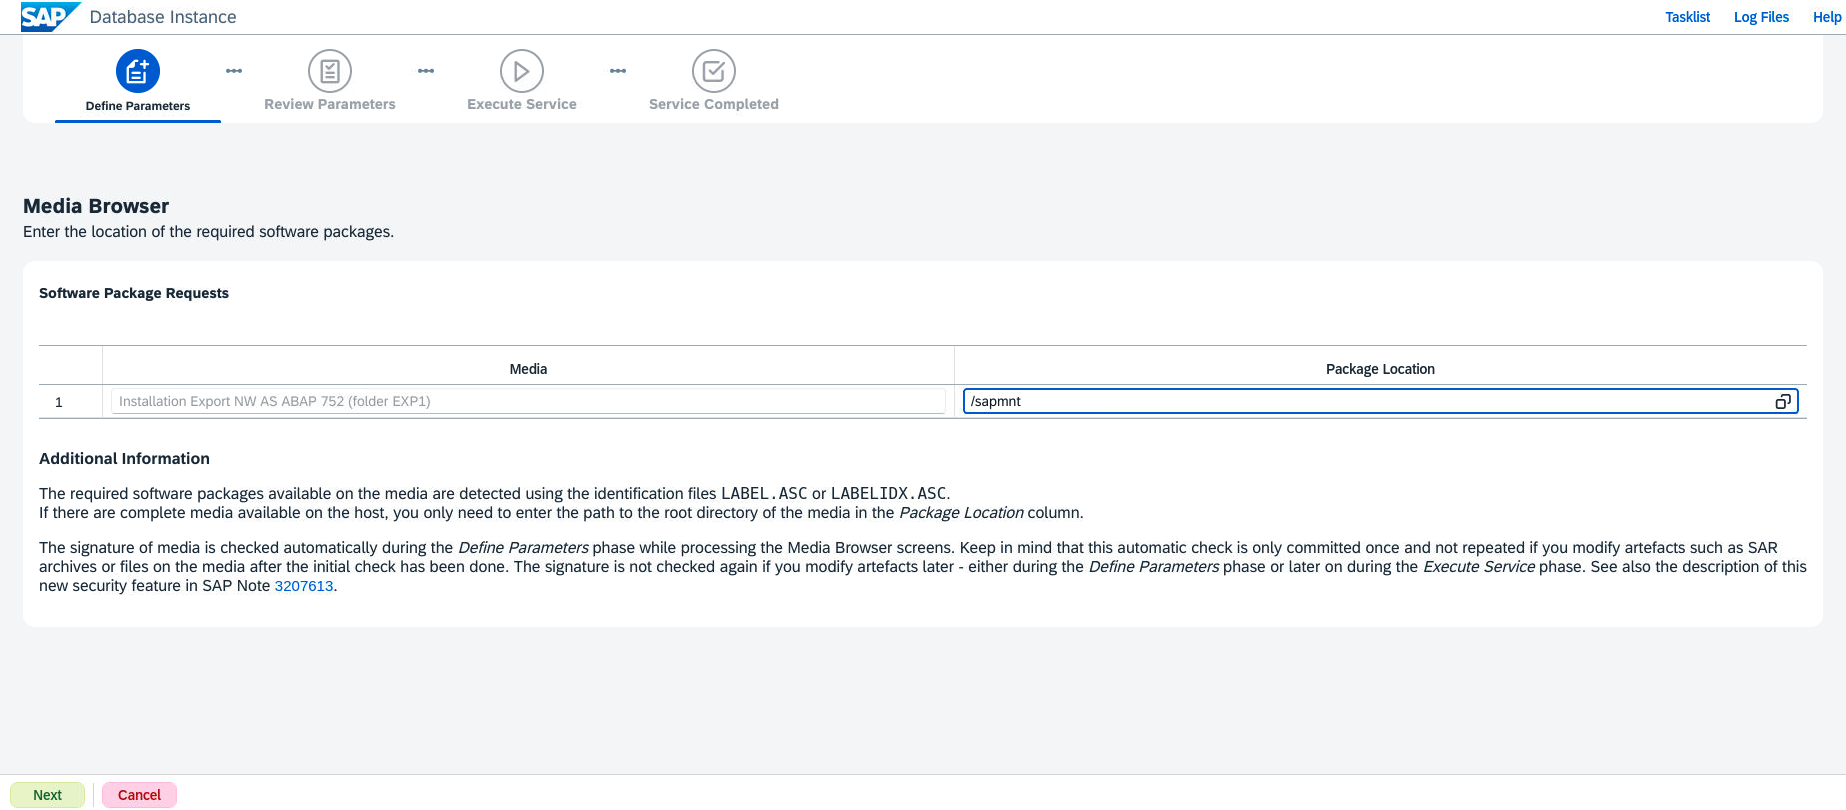 SAP Database Instance Tasklist Log Files Help
Define Parameters Review Parameters Execute Service Service Completed
Media Browser
Enter the location of the required software packages.
Software Package Requests
Media Package Location
1 Installation Export NW AS ABAP 752 (folder EXP1) /sapmnt
Additional Information
The required software packages available on the media are detected using the identification files LABEL.ASC or LABELIDX.ASC.
If there are complete media available on the host, you only need to enter the path to the root directory of the media in the Package Location column.
The signature of media is checked automatically during the Define Parameters phase while processing the Media Browser screens. Keep in mind that this automatic check is only committed once and not repeated if you modify artefacts such as SAR
archives or files on the media after the initial check has been done. The signature is not checked again if you modify artefacts later - either during the Define Parameters phase or later on during the Execute Service phase. See also the description of this
new security feature in SAP Note 3207613.
Next Cancel